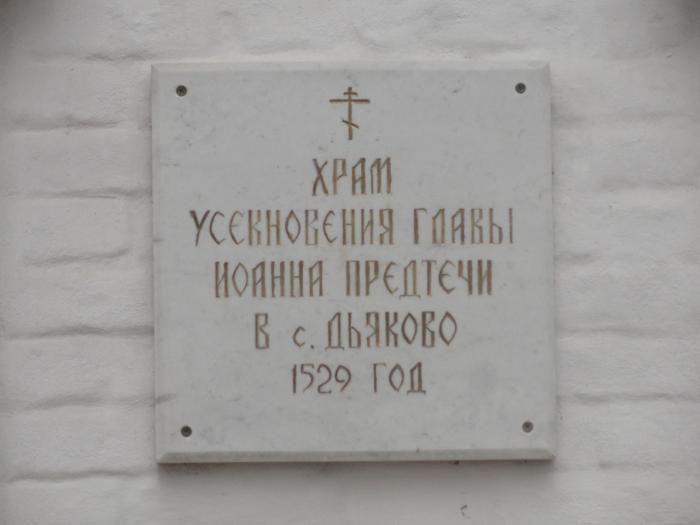 ХРАМ
УСЕКНОВЕНИЯ ГЛАВЫ
ИОАННА ПРЕДТЕЧИ
В с. ДЬЯКОВО
1529 ГОД